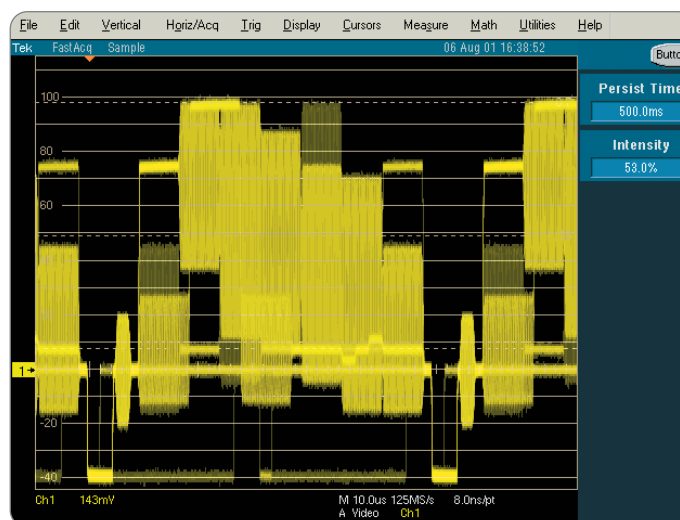 File Edit Vertical Horiz/Acq Trig Display Cursors Measure Math Utilities Help
Tek FastAcq Sample 06 Aug 01 16:38:52
Butto
Persist Time
500.0ms
Intensity
53.0%
100
80
60
40
1
-20
-40
Ch1 143mV M 10.0us 125MS/s 8.0ns/pt
A Video Ch1